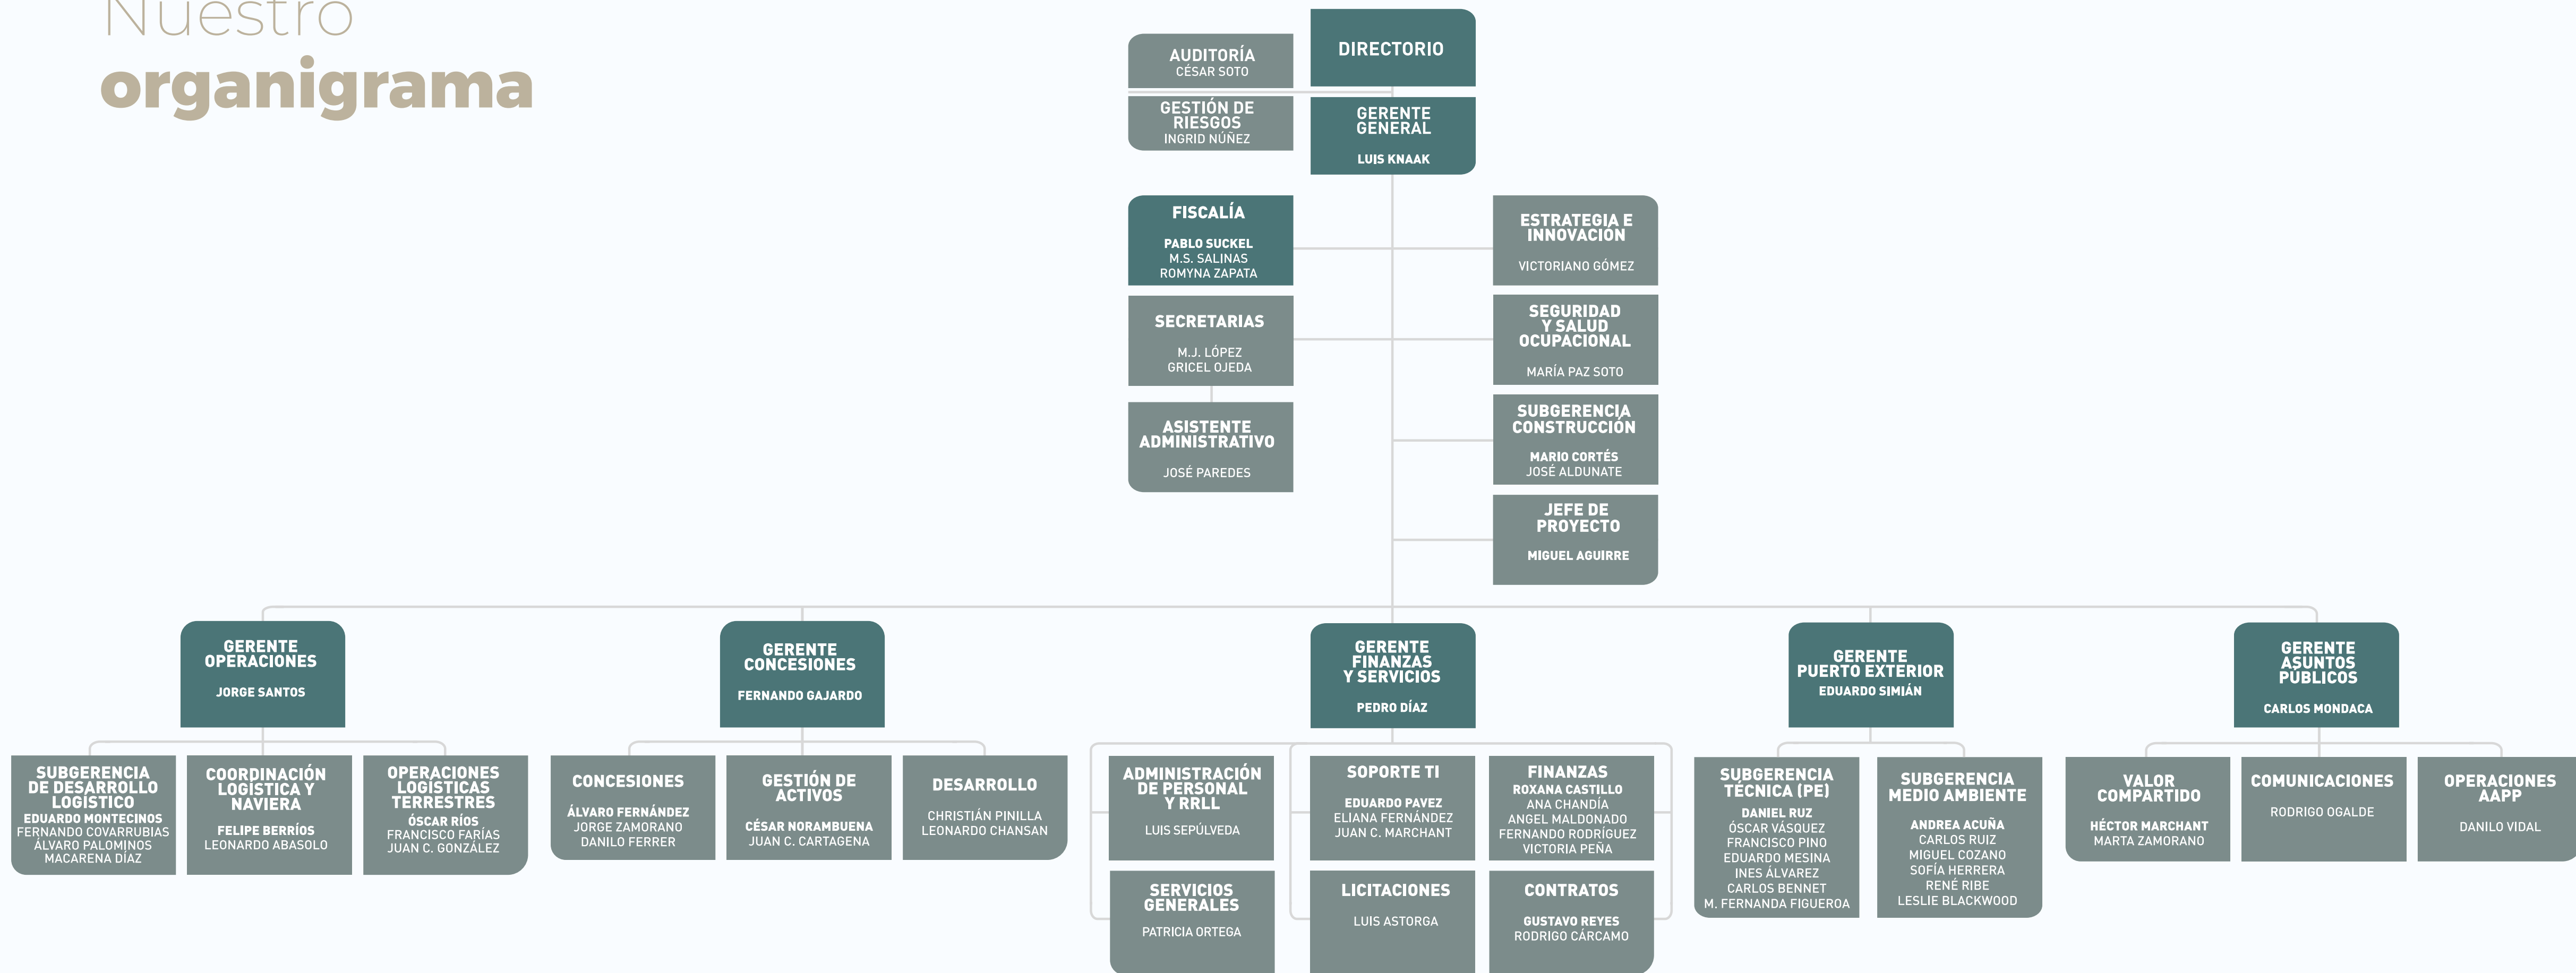 Nuestro
organigrama
DIRECTORIO
AUDITORÍA
CÉSAR SOTO
GESTIÓN DE
RIESGOS
INGRID NÚÑEZ
GERENTE
GENERAL
LUIS KNAAK
FISCALÍA
PABLO SUCKEL
M.S. SALINAS
ROMYNA ZAPATA
ESTRATEGIA E
INNOVACIÓN
VICTORIANO GÓMEZ
SECRETARIAS
M.J. LÓPEZ
GRICEL OJEDA
SEGURIDAD
Y SALUD
OCUPACIONAL
MARÍA PAZ SOTO
ASISTENTE
ADMINISTRATIVO
JOSÉ PAREDES
SUBGERENCIA
CONSTRUCCIÓN
MARIO CORTÉS
JOSÉ ALDUNATE
JEFE DE
PROYECTO
MIGUEL AGUIRRE
GERENTE
OPERACIONES
JORGE SANTOS
GERENTE
CONCESIONES
FERNANDO GAJARDO
GERENTE
FINANZAS
Y SERVICIOS
PEDRO DÍAZ
GERENTE
PUERTO EXTERIOR
EDUARDO SIMIÁN
GERENTE
ASUNTOS
PÚBLICOS
CARLOS MONDACA
SUBGERENCIA
DE DESARROLLO
LOGÍSTICO
EDUARDO MONTECINOS
FERNANDO COVARRUBIAS
ÁLVARO PALOMINOS
MACARENA DÍAZ
COORDINACIÓN
LOGÍSTICA Y
NAVIERA
FELIPE BERRÍOS
LEONARDO ABASOLO
OPERACIONES
LOGÍSTICAS
TERRESTRES
ÓSCAR RÍOS
FRANCISCO FARÍAS
JUAN C. GONZÁLEZ
CONCESIONES
ÁLVARO FERNÁNDEZ
JORGE ZAMORANO
DANILO FERRER
GESTIÓN DE
ACTIVOS
CÉSAR NORAMBUENA
JUAN C. CARTAGENA
DESARROLLO
CHRISTIÁN PINILLA
LEONARDO CHANSAN
ADMINISTRACIÓN
DE PERSONAL
Y RRLL
LUIS SEPÚLVEDA
SOPORTE TI
EDUARDO PAVEZ
ELIANA FERNÁNDEZ
JUAN C. MARCHANT
FINANZAS
ROXANA CASTILLO
ANA CHANDÍA
ANGEL MALDONADO
FERNANDO RODRÍGUEZ
VICTORIA PEÑA
SERVICIOS
GENERALES
PATRICIA ORTEGA
LICITACIONES
LUIS ASTORGA
CONTRATOS
GUSTAVO REYES
RODRIGO CÁRCAMO
SUBGERENCIA
TÉCNICA (PE)
DANIEL RUZ
ÓSCAR VÁSQUEZ
FRANCISCO PINO
EDUARDO MESINA
INES ÁLVAREZ
CARLOS BENNET
M. FERNANDA FIGUEROA
SUBGERENCIA
MEDIO AMBIENTE
ANDREA ACUÑA
CARLOS RUIZ
MIGUEL COZANO
SOFÍA HERRERA
RENÉ RIBE
LESLIE BLACKWOOD
VALOR
COMPARTIDO
HÉCTOR MARCHANT
MARTA ZAMORANO
COMUNICACIONES
RODRIGO OGALDE
OPERACIONES
AAPP
DANILO VIDAL